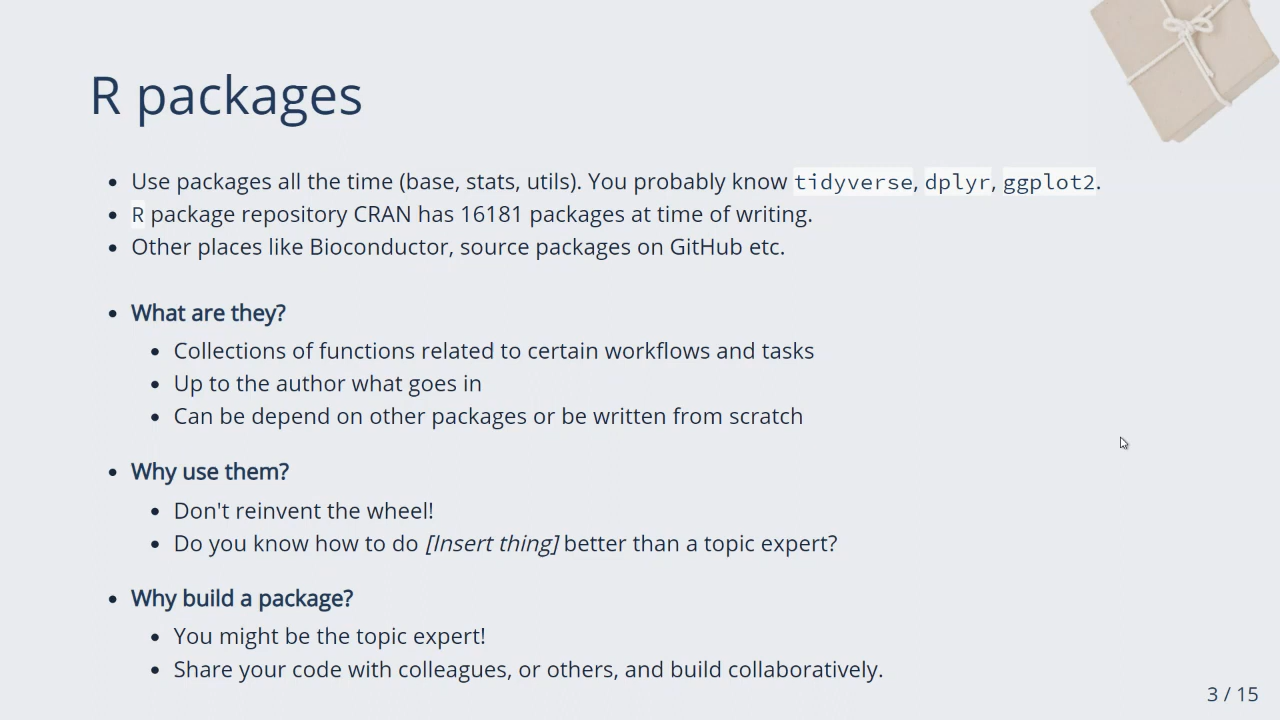 R packages
Use packages all the time (base, stats, utils). You probably know tidyverse, dplyr, ggplot2.
R package repository CRAN has 16181 packages at time of writing.
Other places like Bioconductor, source packages on GitHub etc.
What are they?
Collections of functions related to certain workflows and tasks
Up to the author what goes in
Can be depend on other packages or be written from scratch
Why use them?
Don't reinvent the wheel!
Do you know how to do [Insert thing] better than a topic expert?
Why build a package?
You might be the topic expert!
Share your code with colleagues, or others, and build collaboratively.
3 / 15